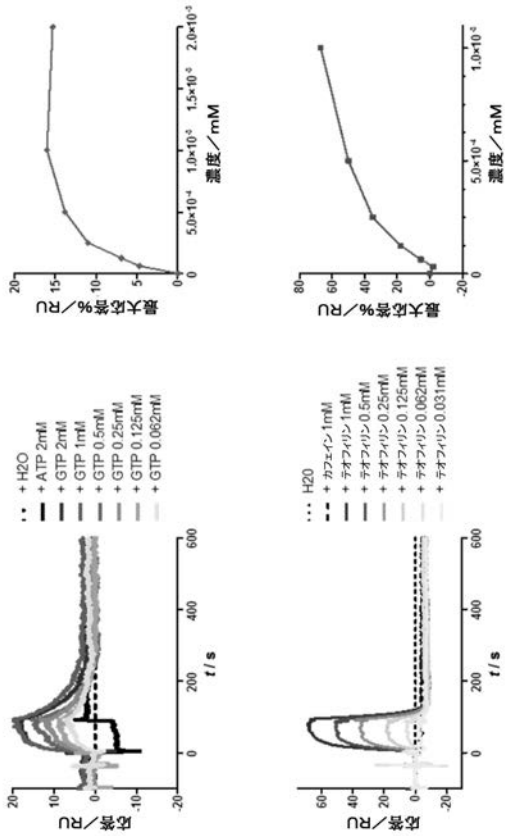 応答/RU
20
10
0
-10
-20
0
200
400
600
t / s
+ H2O
+ ATP 2mM
+ GTP 2mM
+ GTP 1mM
+ GTP 0.5mM
+ GTP 0.25mM
+ GTP 0.125mM
+ GTP 0.062mM
最大応答%/RU
20
15
10
5
0
0
5.0×10⁻⁴
1.0×10⁻³
1.5×10⁻³
2.0×10⁻³
濃度/mM
応答/RU
60
40
20
0
-20
0
200
400
600
t / s
H20
+ カフェイン 1mM
+ テオフィリン 1mM
+ テオフィリン 0.5mM
+ テオフィリン 0.25mM
+ テオフィリン 0.125mM
+ テオフィリン 0.062mM
+ テオフィリン 0.031mM
最大応答%/RU
80
60
40
20
0
-20
0
5.0×10⁻⁴
1.0×10⁻³
濃度/mM